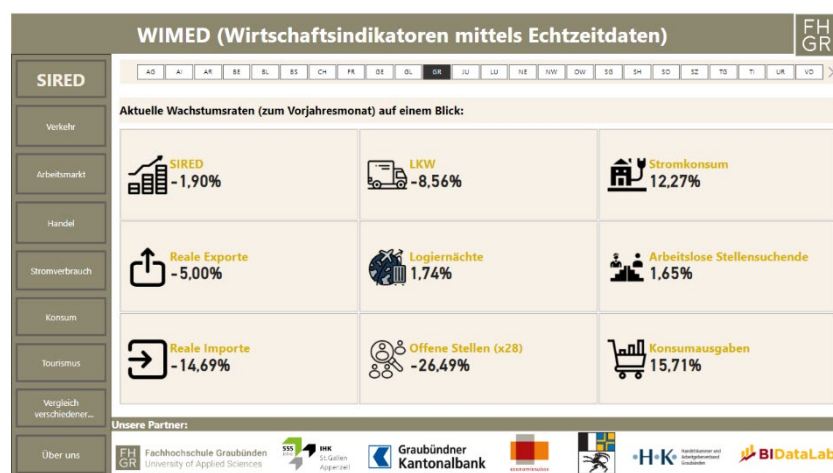 WIMED (Wirtschaftsindikatoren mittels Echtzeitdaten)
FH
GR
SIRED
AG AI AR BE BL BS CH FR GE GL GR JU LU NE NW OW SG SH SO SZ TG TI UR VD
Aktuelle Wachstumsraten (zum Vorjahresmonat) auf einem Blick:
Verkehr
Arbeitsmarkt
Handel
Stromverbrauch
Konsum
Tourismus
Vergleich
verschiedener...
Über uns
SIRED
-1,90%
LKW
-8,56%
Stromkonsum
12,27%
Reale Exporte
-5,00%
Logiernächte
1,74%
Arbeitslose Stellensuchende
1,65%
Reale Importe
-14,69%
Offene Stellen (x28)
-26,49%
Konsumausgaben
15,71%
Unsere Partner:
FH
GR
Fachhochschule Graubünden
University of Applied Sciences
IHK
St.Gallen
Appenzell
Graubündner
Kantonalbank
economiesuisse
H·K
Handelskammer und
Arbeitgeberverband
Graubünden
BIDataLab